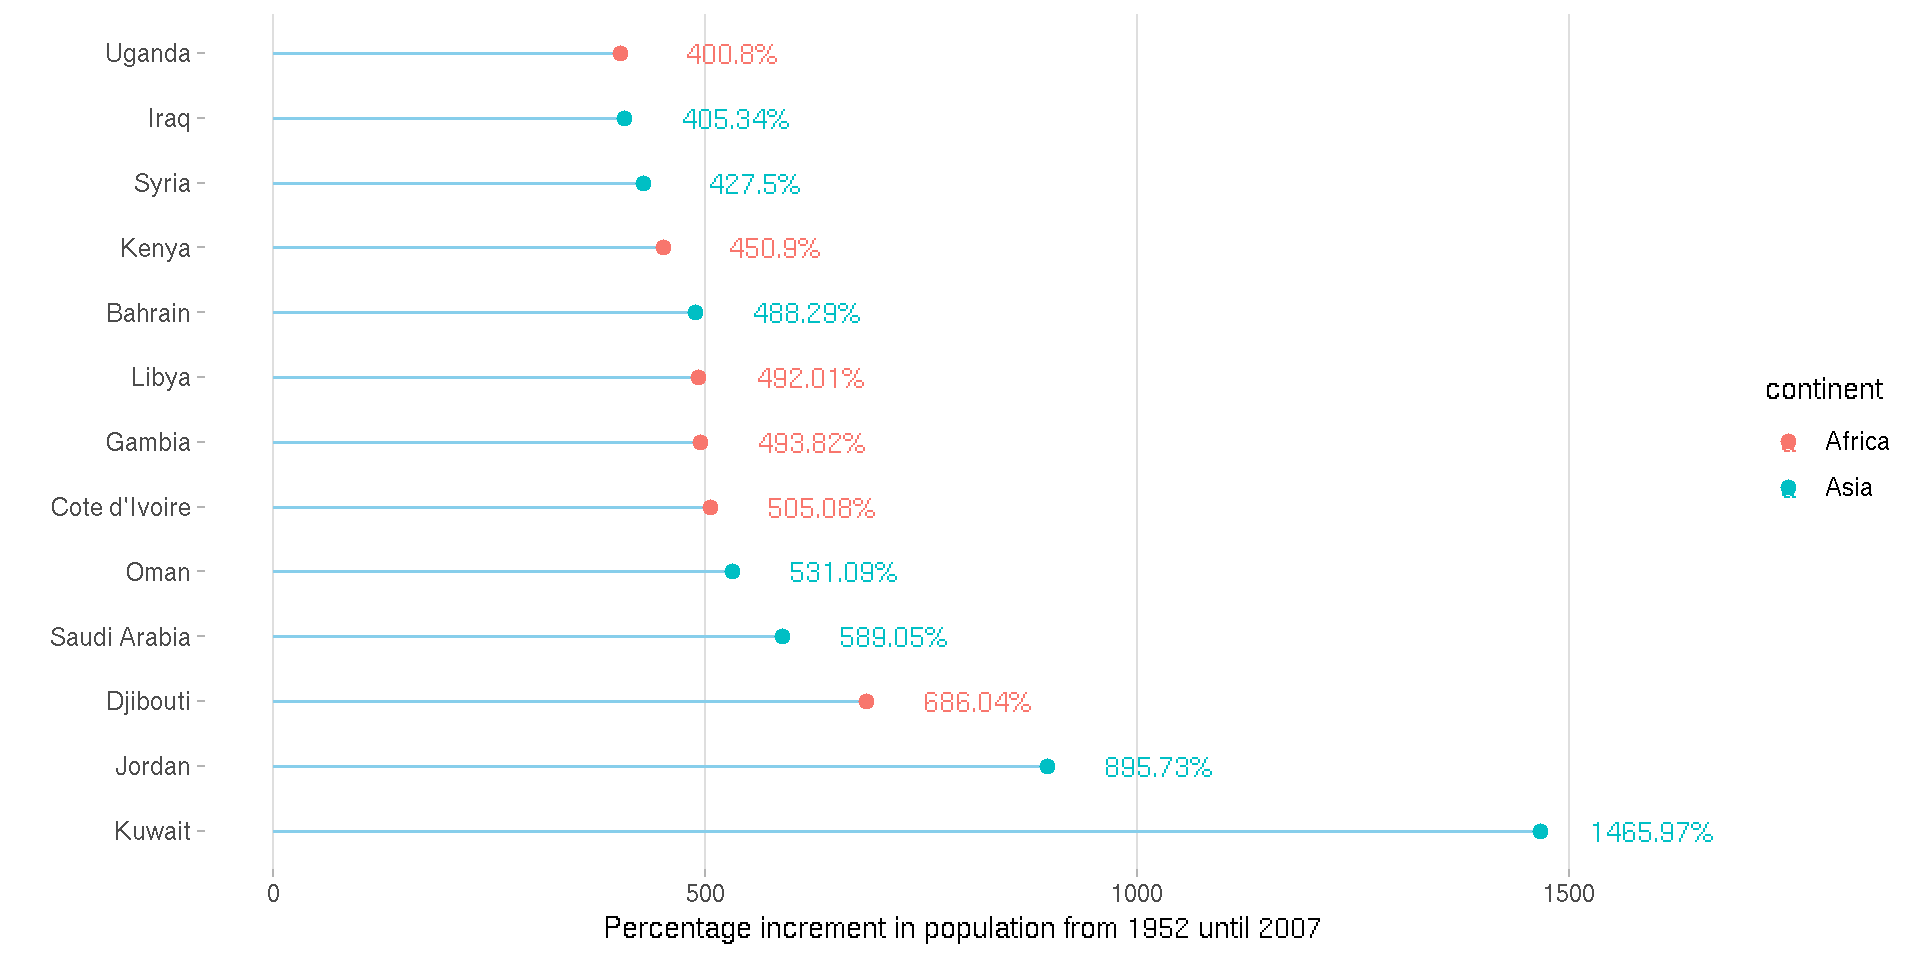 Uganda 400.8%
Iraq 405.34%
Syria 427.5%
Kenya 450.9%
Bahrain 488.29%
Libya 492.01%
Gambia 493.82%
Cote d'Ivoire 505.08%
Oman 531.09%
Saudi Arabia 589.05%
Djibouti 686.04%
Jordan 895.73%
Kuwait 1465.97%
0 500 1000 1500
Percentage increment in population from 1952 until 2007
continent
Africa
Asia